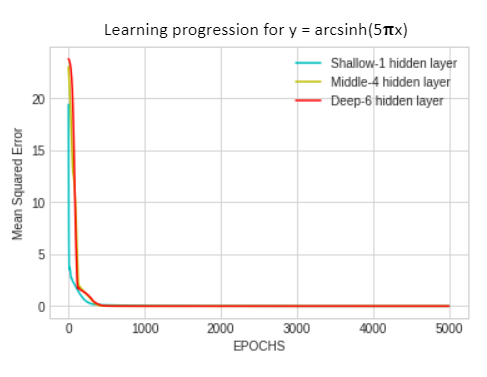 Learning progression for y = arcsinh(5πx)
Shallow-1 hidden layer
Middle-4 hidden layer
Deep-6 hidden layer
Mean Squared Error
20
15
10
5
0
0 1000 2000 3000 4000 5000
EPOCHS